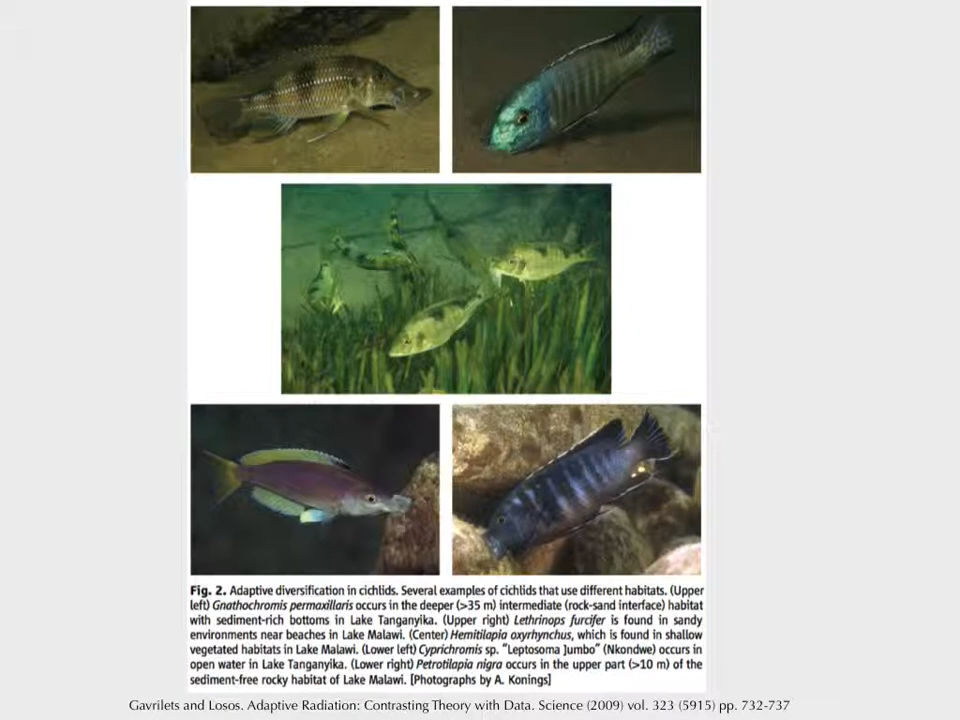 Fig. 2. Adaptive diversification in cichlids. Several examples of cichlids that use different habitats. (Upper
left) Gnathochromis permaxillaris occurs in the deeper (>35 m) intermediate (rock-sand interface) habitat
with sediment-rich bottoms in Lake Tanganyika. (Upper right) Lethrinops furcifer is found in sandy
environments near beaches in Lake Malawi. (Center) Hemitilapia oxyrhynchus, which is found in shallow
vegetated habitats in Lake Malawi. (Lower left) Cyprichromis sp. "Leptosoma Jumbo" (Nkondwe) occurs in
open water in Lake Tanganyika. (Lower right) Petrotilapia nigra occurs in the upper part (>10 m) of the
sediment-free rocky habitat of Lake Malawi. [Photographs by A. Konings]
Gavrilets and Losos. Adaptive Radiation: Contrasting Theory with Data. Science (2009) vol. 323 (5915) pp. 732-737